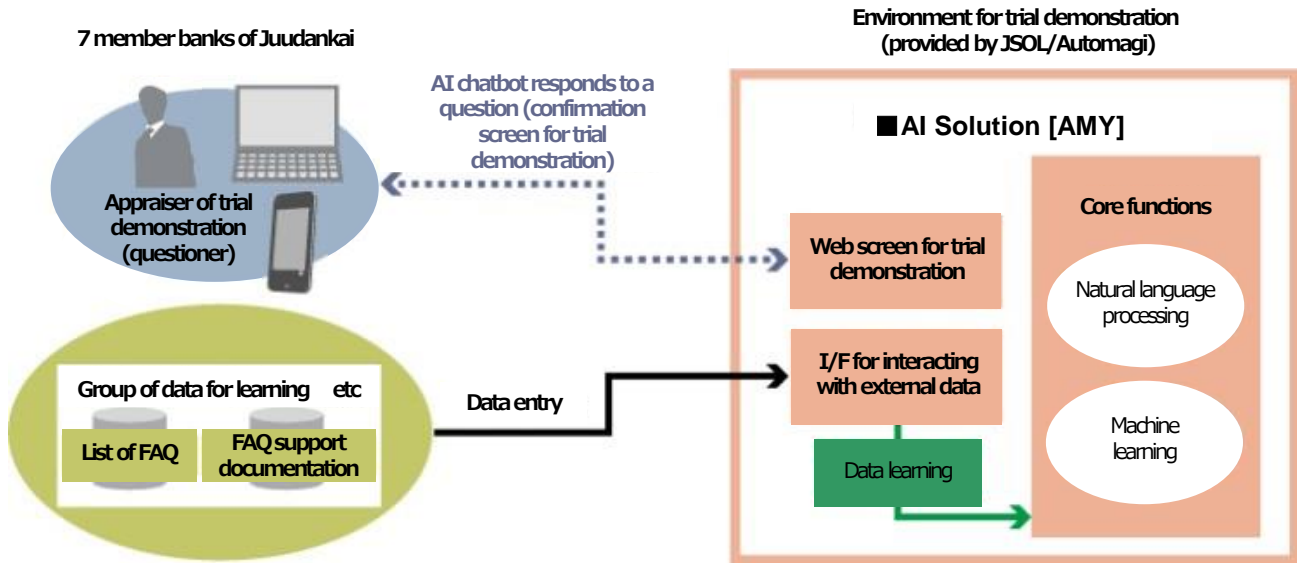 7 member banks of Juudankai
Appraiser of trial
demonstration
(questioner)
AI chatbot responds to a
question (confirmation
screen for trial
demonstration)
Group of data for learning etc
List of FAQ
FAQ support
documentation
Data entry
Environment for trial demonstration
(provided by JSOL/Automagi)
■AI Solution [AMY]
Web screen for trial
demonstration
I/F for interacting
with external data
Data learning
Core functions
Natural language
processing
Machine
learning